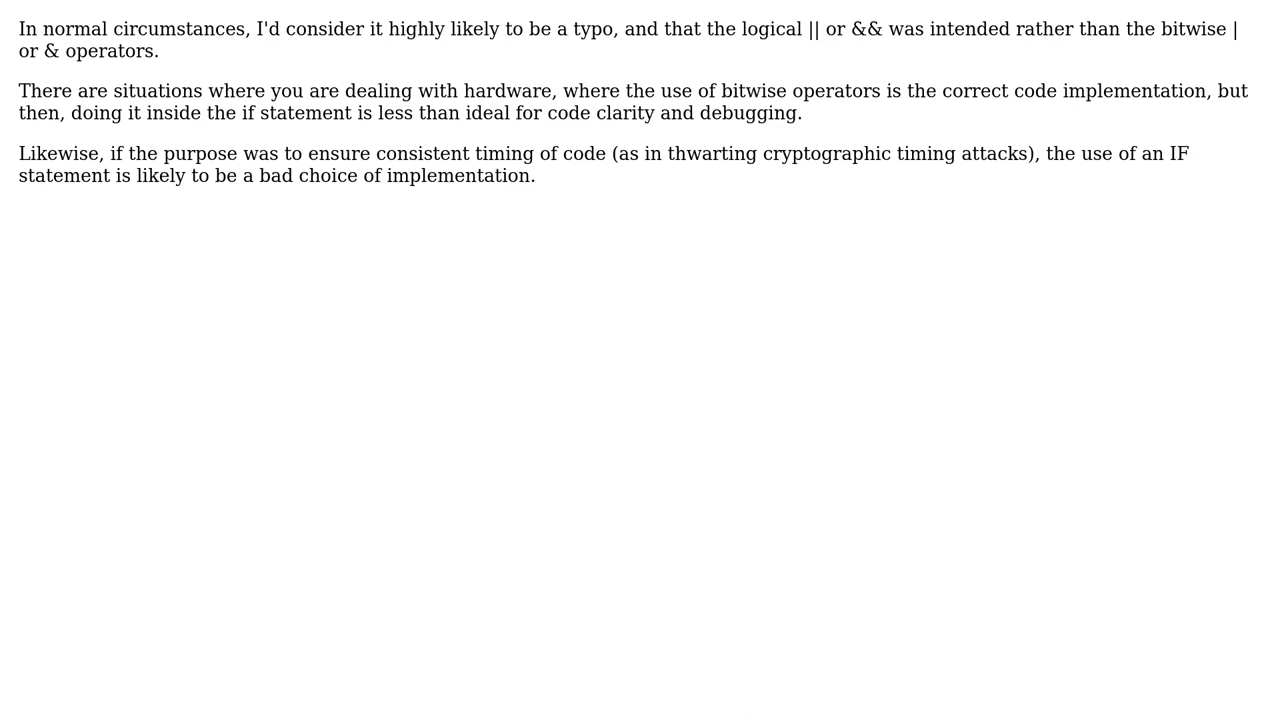 In normal circumstances, I'd consider it highly likely to be a typo, and that the logical || or && was intended rather than the bitwise |
or & operators.
There are situations where you are dealing with hardware, where the use of bitwise operators is the correct code implementation, but
then, doing it inside the if statement is less than ideal for code clarity and debugging.
Likewise, if the purpose was to ensure consistent timing of code (as in thwarting cryptographic timing attacks), the use of an IF
statement is likely to be a bad choice of implementation.